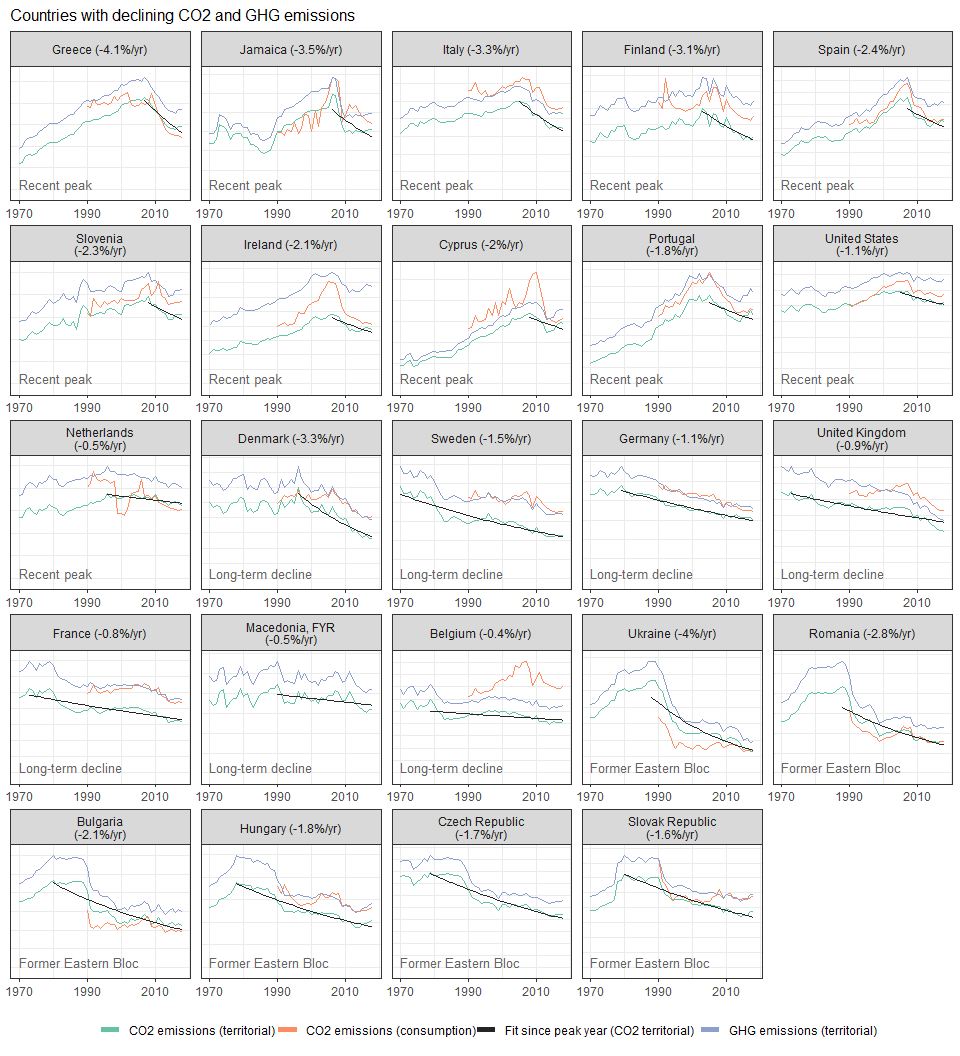 Countries with declining CO2 and GHG emissions
Greece (-4.1%/yr)
Jamaica (-3.5%/yr)
Italy (-3.3%/yr)
Finland (-3.1%/yr)
Spain (-2.4%/yr)
Recent peak
Recent peak
Recent peak
Recent peak
Recent peak
1970 1990 2010
1970 1990 2010
1970 1990 2010
1970 1990 2010
1970 1990 2010
Slovenia
(-2.3%/yr)
Ireland (-2.1%/yr)
Cyprus (-2%/yr)
Portugal
(-1.8%/yr)
United States
(-1.1%/yr)
Recent peak
Recent peak
Recent peak
Recent peak
Recent peak
1970 1990 2010
1970 1990 2010
1970 1990 2010
1970 1990 2010
1970 1990 2010
Netherlands
(-0.5%/yr)
Denmark (-3.3%/yr)
Sweden (-1.5%/yr)
Germany (-1.1%/yr)
United Kingdom
(-0.9%/yr)
Recent peak
Long-term decline
Long-term decline
Long-term decline
Long-term decline
1970 1990 2010
1970 1990 2010
1970 1990 2010
1970 1990 2010
1970 1990 2010
France (-0.8%/yr)
Macedonia, FYR
(-0.5%/yr)
Belgium (-0.4%/yr)
Ukraine (-4%/yr)
Romania (-2.8%/yr)
Long-term decline
Long-term decline
Long-term decline
Former Eastern Bloc
Former Eastern Bloc
1970 1990 2010
1970 1990 2010
1970 1990 2010
1970 1990 2010
1970 1990 2010
Bulgaria
(-2.1%/yr)
Hungary (-1.8%/yr)
Czech Republic
(-1.7%/yr)
Slovak Republic
(-1.6%/yr)
Former Eastern Bloc
Former Eastern Bloc
Former Eastern Bloc
Former Eastern Bloc
1970 1990 2010
1970 1990 2010
1970 1990 2010
1970 1990 2010
CO2 emissions (territorial)
CO2 emissions (consumption)
Fit since peak year (CO2 territorial)
GHG emissions (territorial)